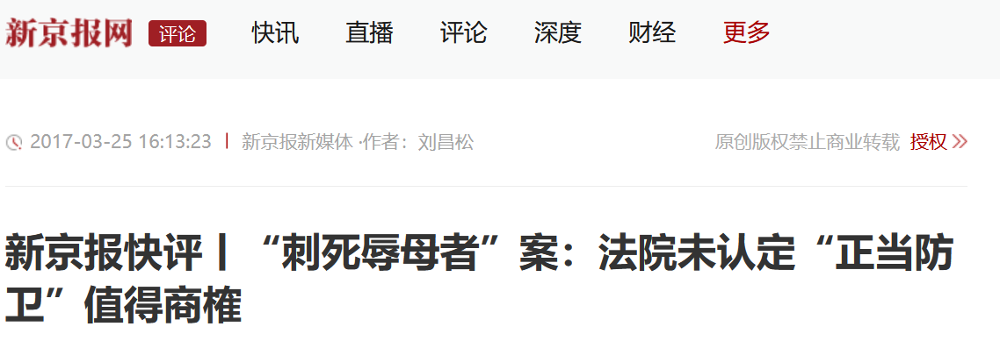 新京报网 评论 快讯 直播 评论 深度 财经 更多
2017-03-25 16:13:23 | 新京报新媒体 ·作者：刘昌松 原创版权禁止商业转载 授权 >>
新京报快评丨“刺死辱母者”案：法院未认定“正当防
卫”值得商榷